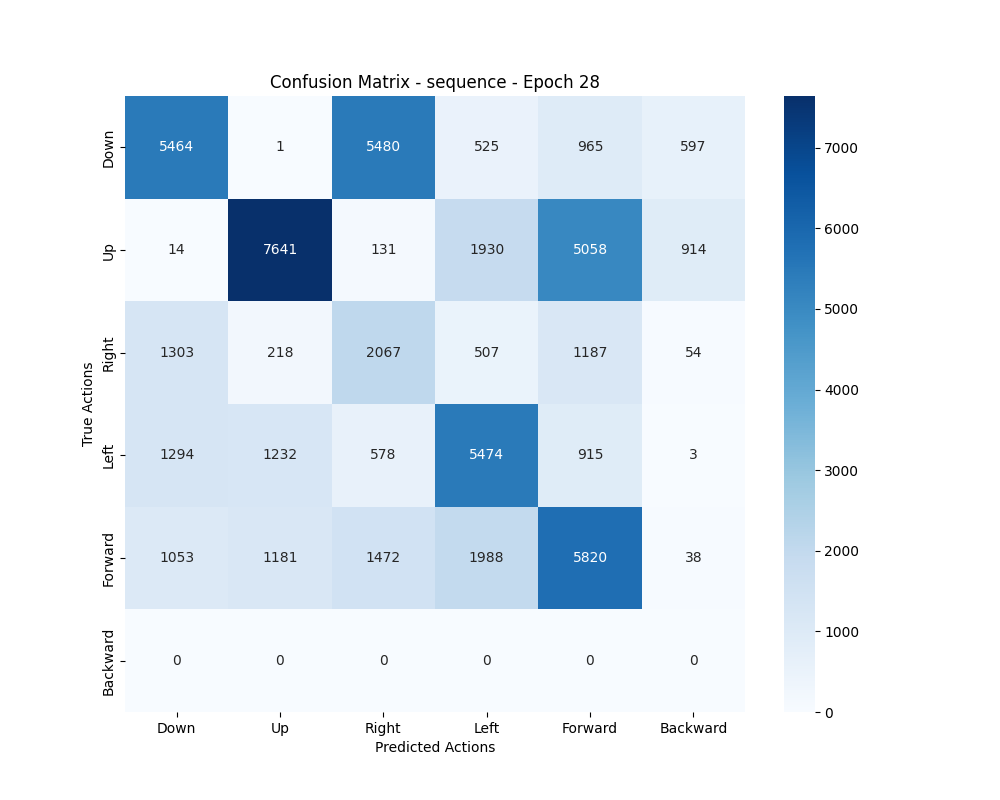 Confusion Matrix - sequence - Epoch 28
True Actions
Down 5464 1 5480 525 965 597
Up 14 7641 131 1930 5058 914
Right 1303 218 2067 507 1187 54
Left 1294 1232 578 5474 915 3
Forward 1053 1181 1472 1988 5820 38
Backward 0 0 0 0 0 0
Down Up Right Left Forward Backward
Predicted Actions
7000
6000
5000
4000
3000
2000
1000
0